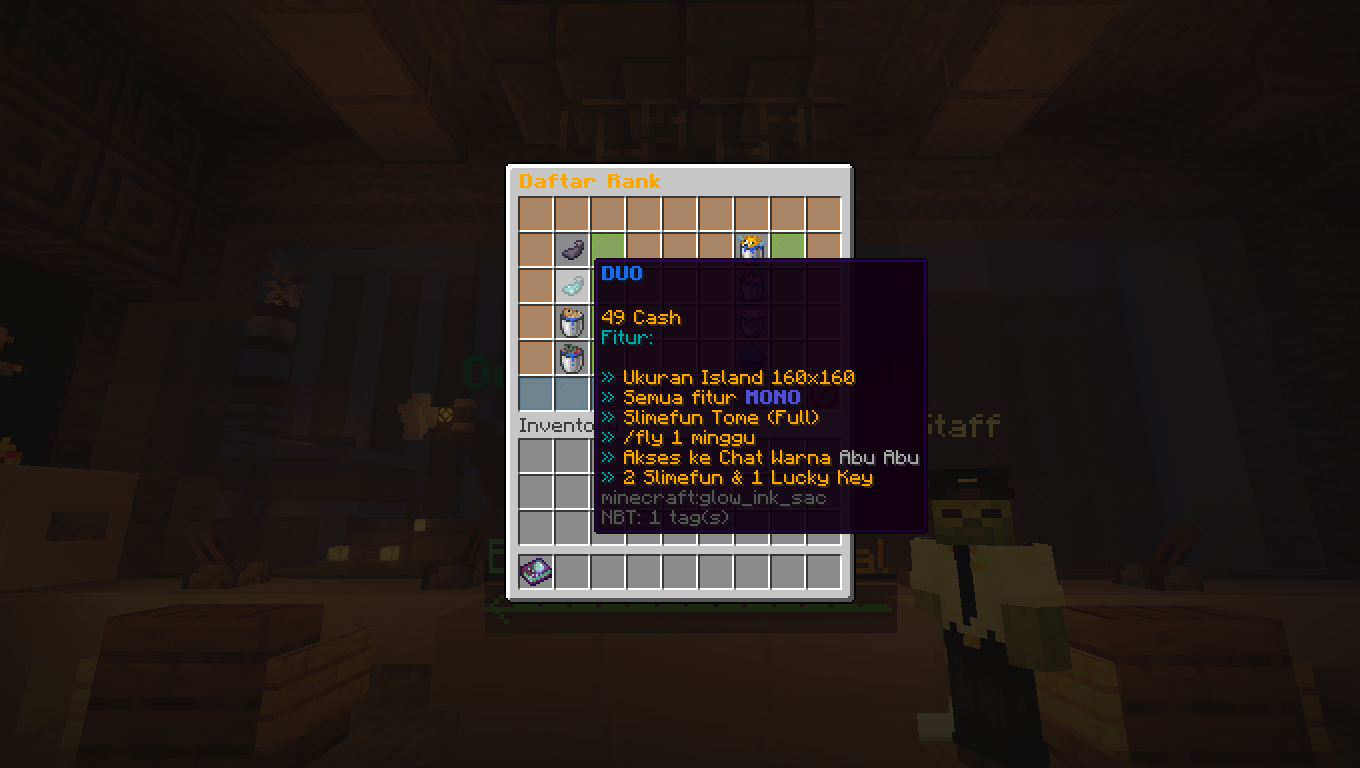 Daftar Rank
DUO
49 Cash
Fitur:
» Ukuran Island 160x160
» Semua fitur MONO
» Slimefun Tome (Full)
» /fly 1 minggu
» Akses ke Chat Warna Abu Abu
» 2 Slimefun & 1 Lucky Key
minecraft:glow_ink_sac
NBT: 1 tag(s)
Invento